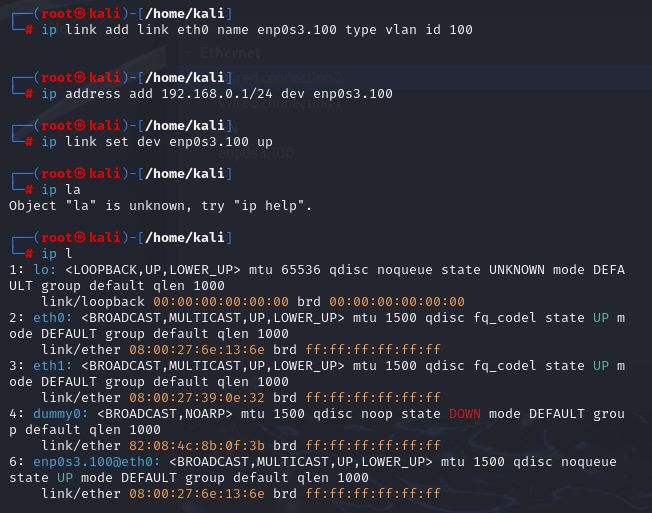 ┌──(root㉿kali)-[/home/kali]
└─# ip link add link eth0 name enp0s3.100 type vlan id 100
┌──(root㉿kali)-[/home/kali]
└─# ip address add 192.168.0.1/24 dev enp0s3.100
┌──(root㉿kali)-[/home/kali]
└─# ip link set dev enp0s3.100 up
┌──(root㉿kali)-[/home/kali]
└─# ip la
Object "la" is unknown, try "ip help".
┌──(root㉿kali)-[/home/kali]
└─# ip l
1: lo: <LOOPBACK,UP,LOWER_UP> mtu 65536 qdisc noqueue state UNKNOWN mode DEFA
ULT group default qlen 1000
    link/loopback 00:00:00:00:00:00 brd 00:00:00:00:00:00
2: eth0: <BROADCAST,MULTICAST,UP,LOWER_UP> mtu 1500 qdisc fq_codel state UP m
ode DEFAULT group default qlen 1000
    link/ether 08:00:27:6e:13:6e brd ff:ff:ff:ff:ff:ff
3: eth1: <BROADCAST,MULTICAST,UP,LOWER_UP> mtu 1500 qdisc fq_codel state UP m
ode DEFAULT group default qlen 1000
    link/ether 08:00:27:39:0e:32 brd ff:ff:ff:ff:ff:ff
4: dummy0: <BROADCAST,NOARP> mtu 1500 qdisc noop state DOWN mode DEFAULT grou
p default qlen 1000
    link/ether 82:08:4c:8b:0f:3b brd ff:ff:ff:ff:ff:ff
6: enp0s3.100@eth0: <BROADCAST,MULTICAST,UP,LOWER_UP> mtu 1500 qdisc noqueue
state UP mode DEFAULT group default qlen 1000
    link/ether 08:00:27:6e:13:6e brd ff:ff:ff:ff:ff:ff
Ethernet
enp0s3.100